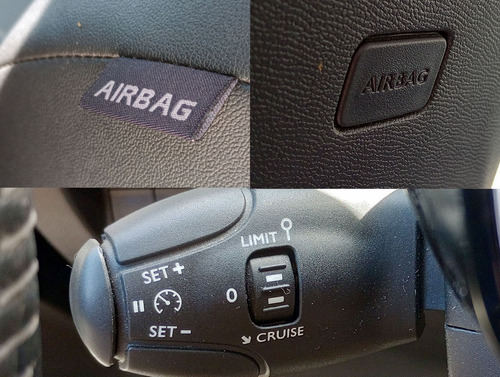 AIRBAG
AIRBAG
LIMIT
SET +
0
SET -
CRUISE